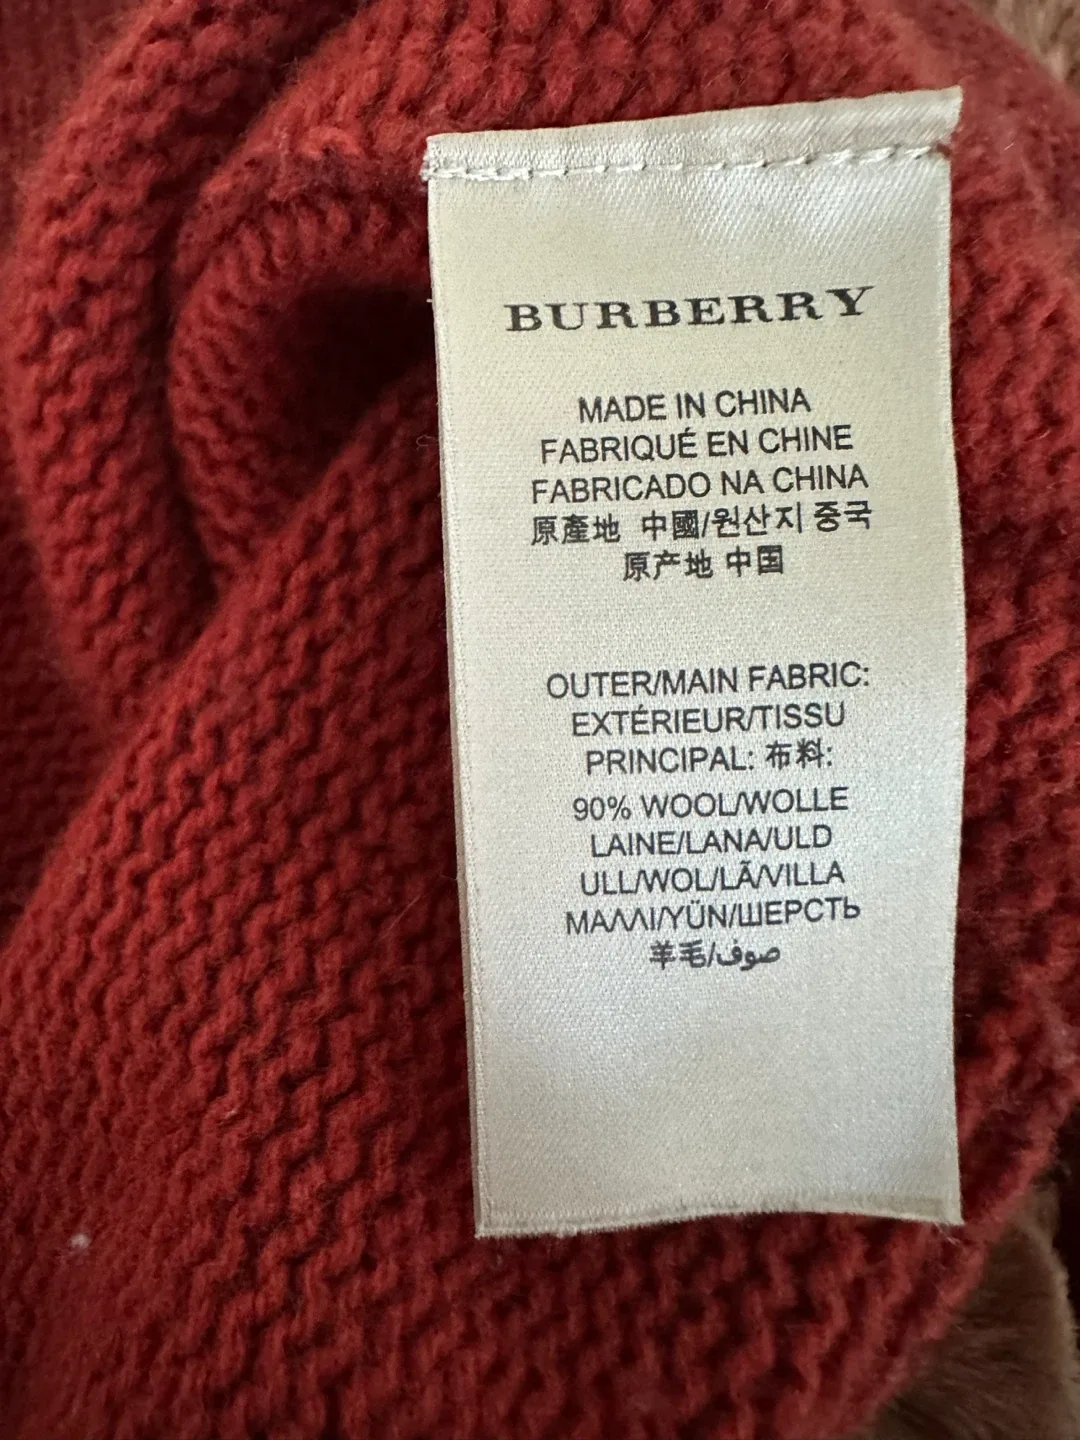 BURBERRY
MADE IN CHINA
FABRIQUÉ EN CHINE
FABRICADO NA CHINA
原產地 中國/원산지 중국
原产地 中国
OUTER/MAIN FABRIC:
EXTÉRIEUR/TISSU
PRINCIPAL: 布料:
90% WOOL/WOLLE
LAINE/LANA/ULD
ULL/WOL/LÃ/VILLA
ΜΑΛΛΙ/YÜN/ШЕРСТЬ
羊毛/صوف